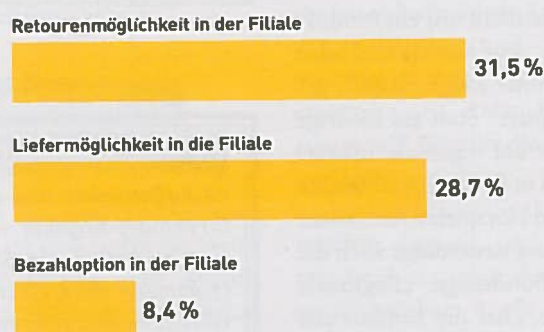 Retourenmöglichkeit in der Filiale
31,5%
Liefermöglichkeit in die Filiale
28,7%
Bezahloption in der Filiale
8,4%